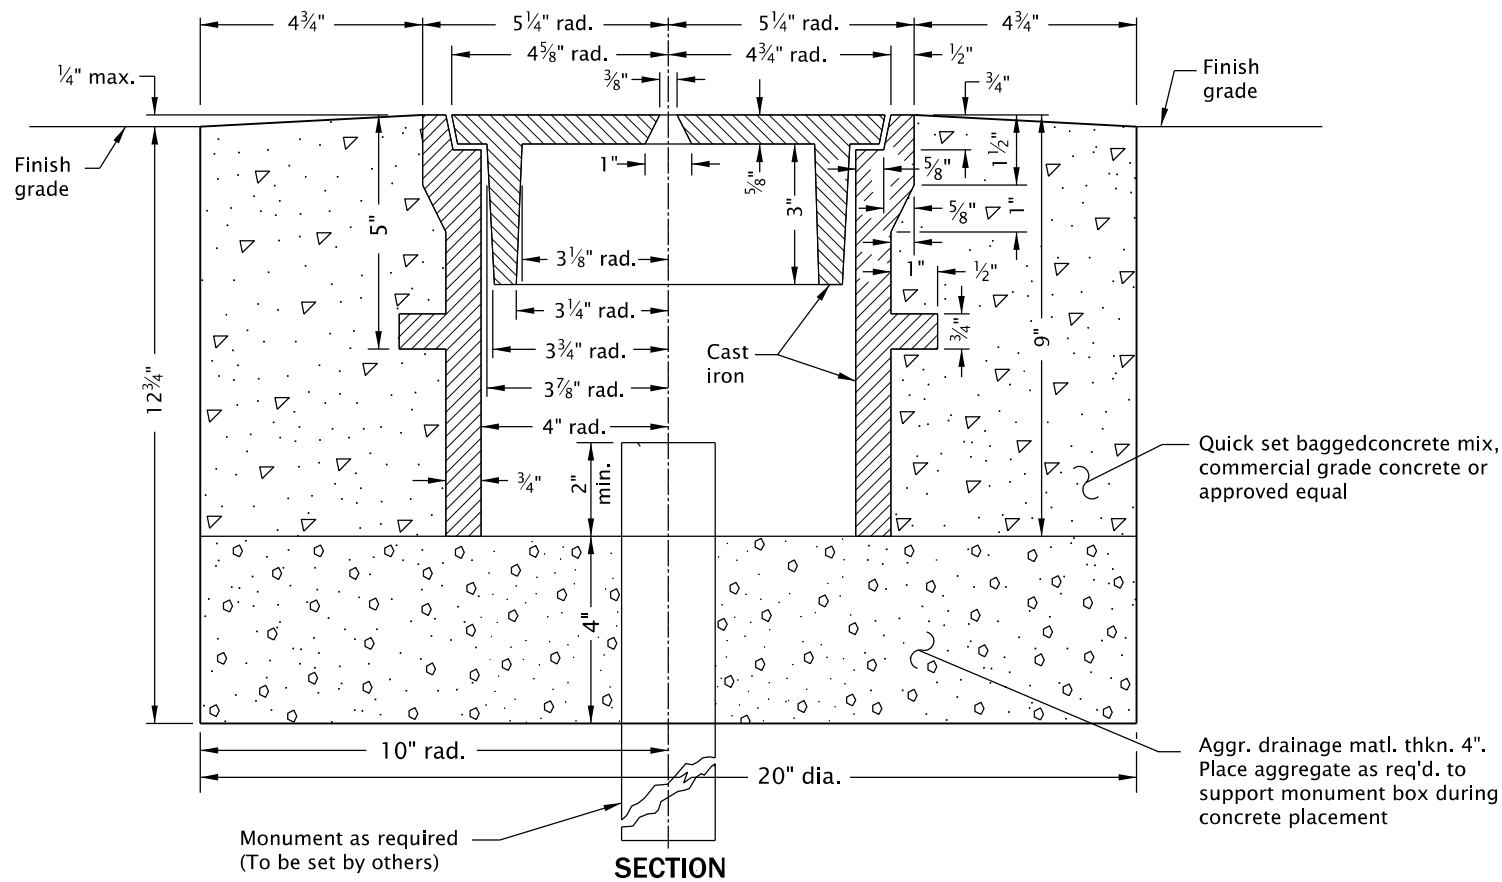 4¾"
5¼" rad.
5¼" rad.
4¾"
4⅝" rad.
4¾" rad.
½"
¼" max.
⅜"
¾"
Finish
grade
Finish
grade
1"
⅝"
3"
⅝"
1½"
5"
⅝"
1"
3⅛" rad.
1"
½"
3¼" rad.
¾"
9"
3¾" rad.
Cast
iron
12¾"
3⅞" rad.
4" rad.
¾"
2"
min.
Quick set baggedconcrete mix,
commercial grade concrete or
approved equal
4"
10" rad.
20" dia.
Aggr. drainage matl. thkn. 4".
Place aggregate as req'd. to
support monument box during
concrete placement
Monument as required
(To be set by others)
SECTION